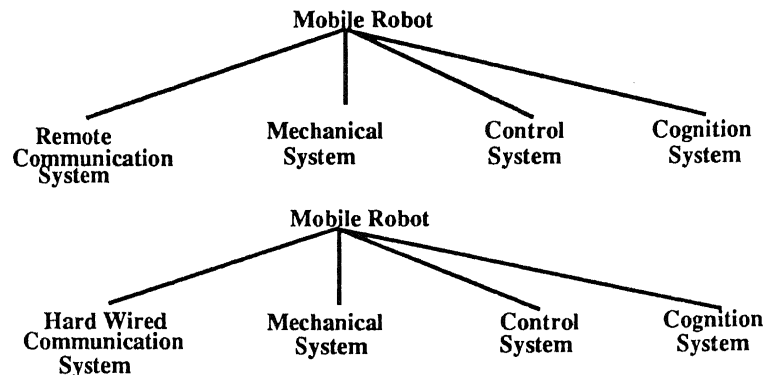 Mobile Robot
Remote
Communication
System
Mechanical
System
Control
System
Cognition
System
Mobile Robot
Hard Wired
Communication
System
Mechanical
System
Control
System
Cognition
System